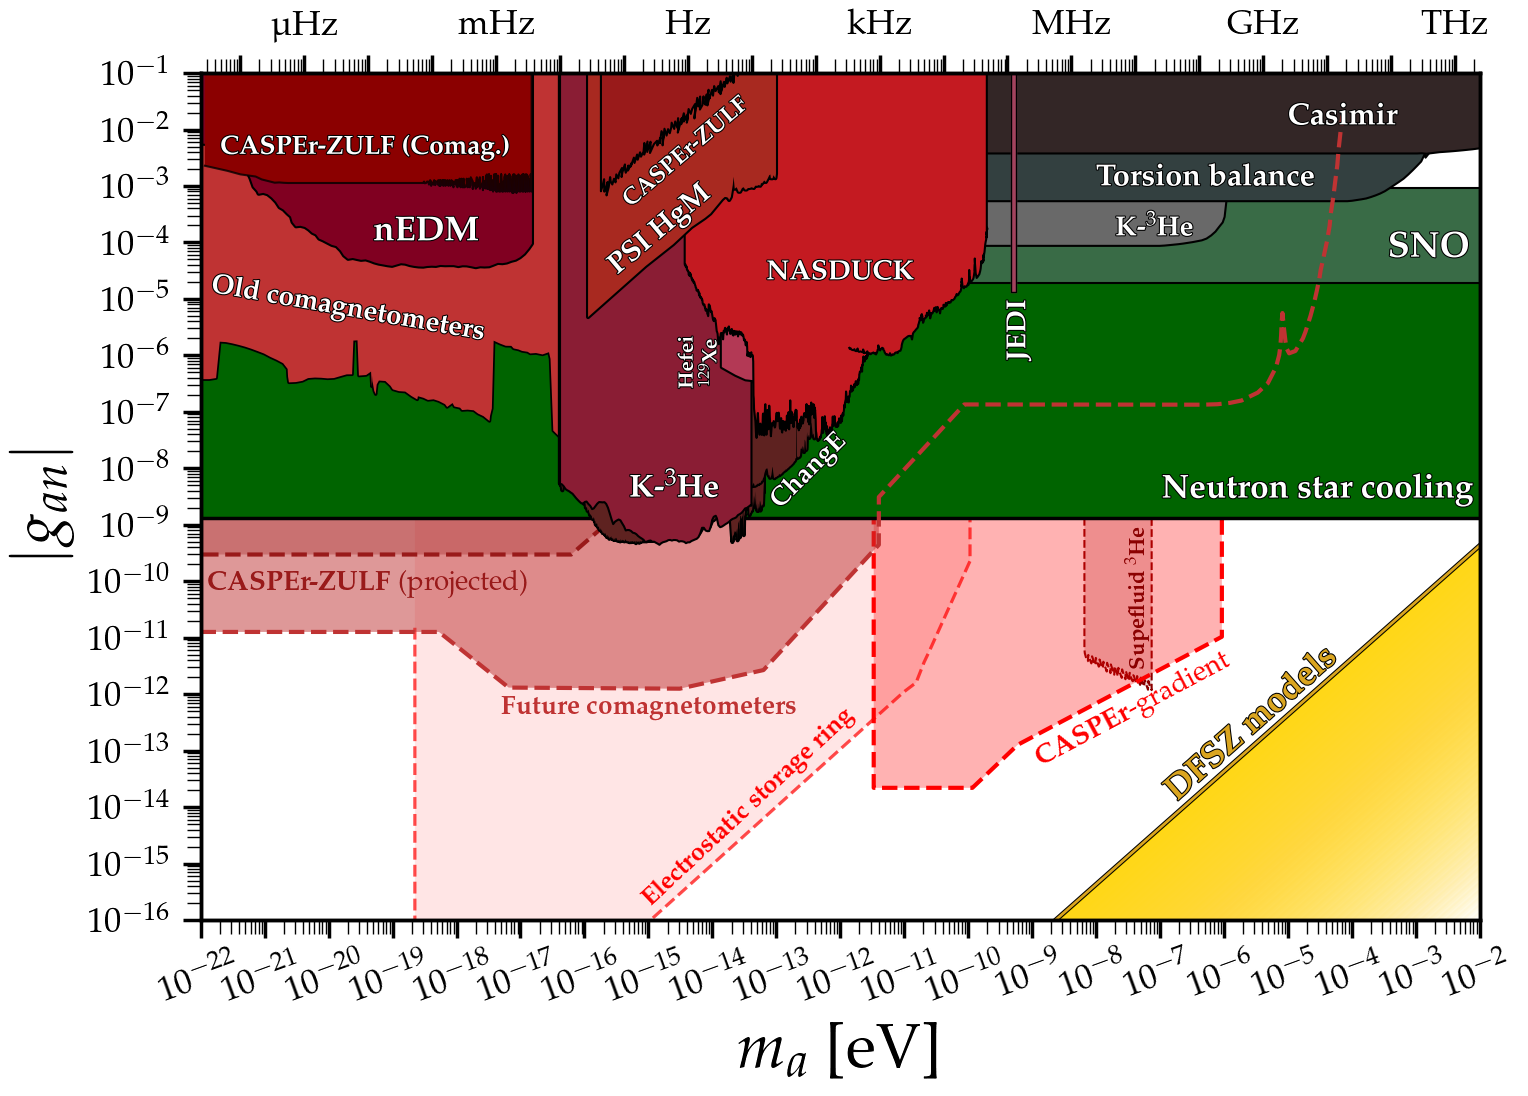 μHz mHz Hz kHz MHz GHz THz
10⁻¹
10⁻²
10⁻³
10⁻⁴
10⁻⁵
10⁻⁶
10⁻⁷
10⁻⁸
10⁻⁹
10⁻¹⁰
10⁻¹¹
10⁻¹²
10⁻¹³
10⁻¹⁴
10⁻¹⁵
10⁻¹⁶
|gₐₙ|
CASPEr-ZULF (Comag.)
nEDM
Old comagnetometers
CASPEr-ZULF
PSI HgM
NASDUCK
Hefei
¹²⁹Xe
K-³He
ChangE
JEDI
Casimir
Torsion balance
K-³He
SNO
Neutron star cooling
CASPEr-ZULF (projected)
Future comagnetometers
Electrostatic storage ring
Supefluid ³He
CASPEr-gradient
DFSZ models
10⁻²² 10⁻²¹ 10⁻²⁰ 10⁻¹⁹ 10⁻¹⁸ 10⁻¹⁷ 10⁻¹⁶ 10⁻¹⁵ 10⁻¹⁴ 10⁻¹³ 10⁻¹² 10⁻¹¹ 10⁻¹⁰ 10⁻⁹ 10⁻⁸ 10⁻⁷ 10⁻⁶ 10⁻⁵ 10⁻⁴ 10⁻³ 10⁻²
mₐ [eV]